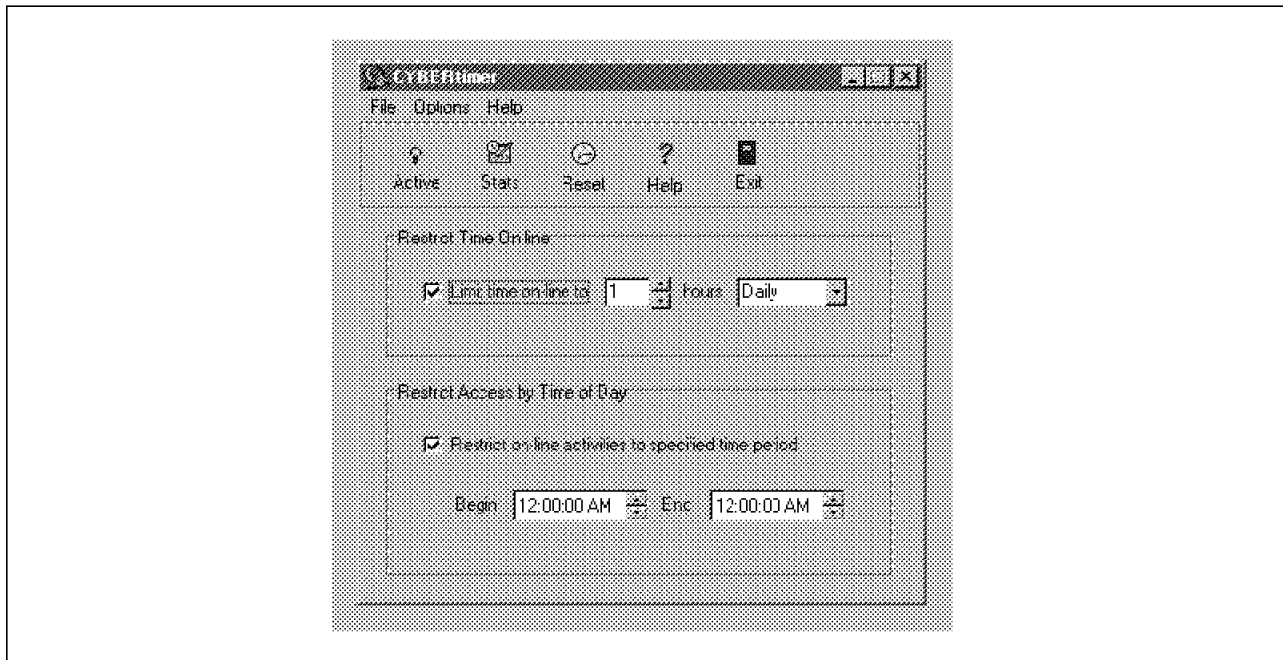 CYBERtimer
File Options Help
Active Stats Reset Help Exit
Restrict Time On-line
Limit time on-line to 1 hours Daily
Restrict Access by Time of Day
Restrict on-line activities to specified time period
Begin 12:00:00 AM End 12:00:00 AM